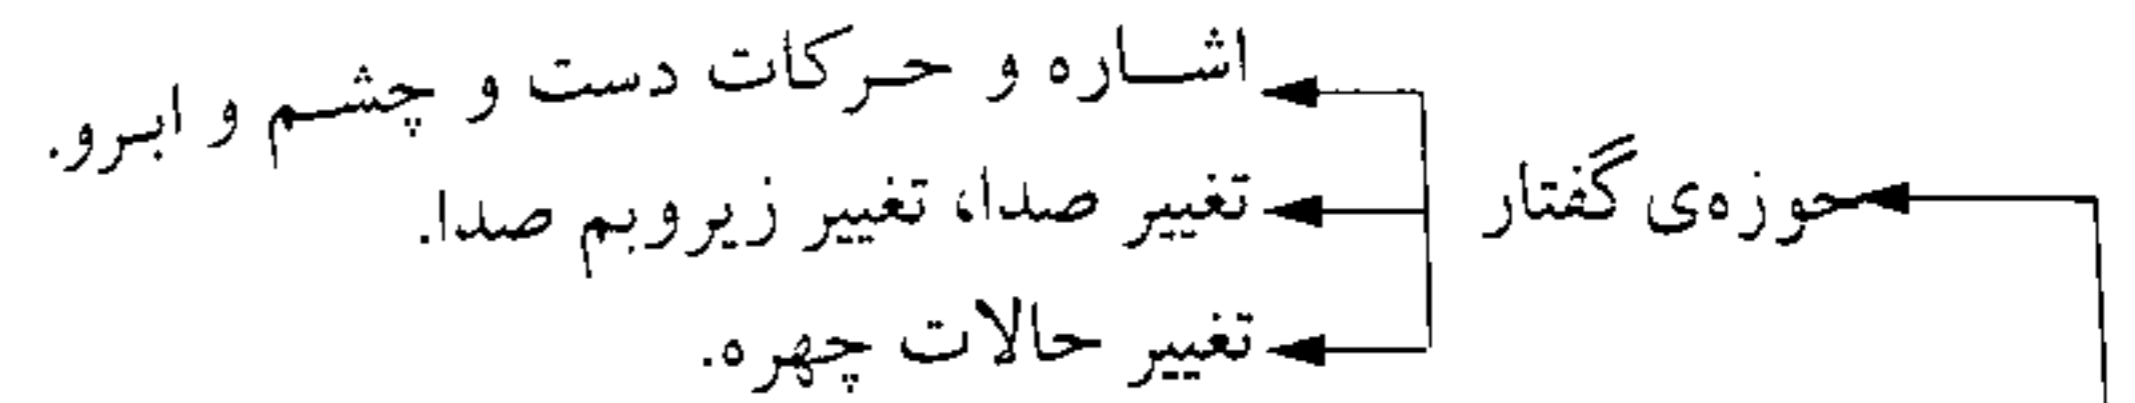 حوزه‌ی گفتار
اشاره و حرکات دست و چشم و ابرو.
تغییر صدا، تغییر زیروبم صدا.
تغییر حالات چهره.